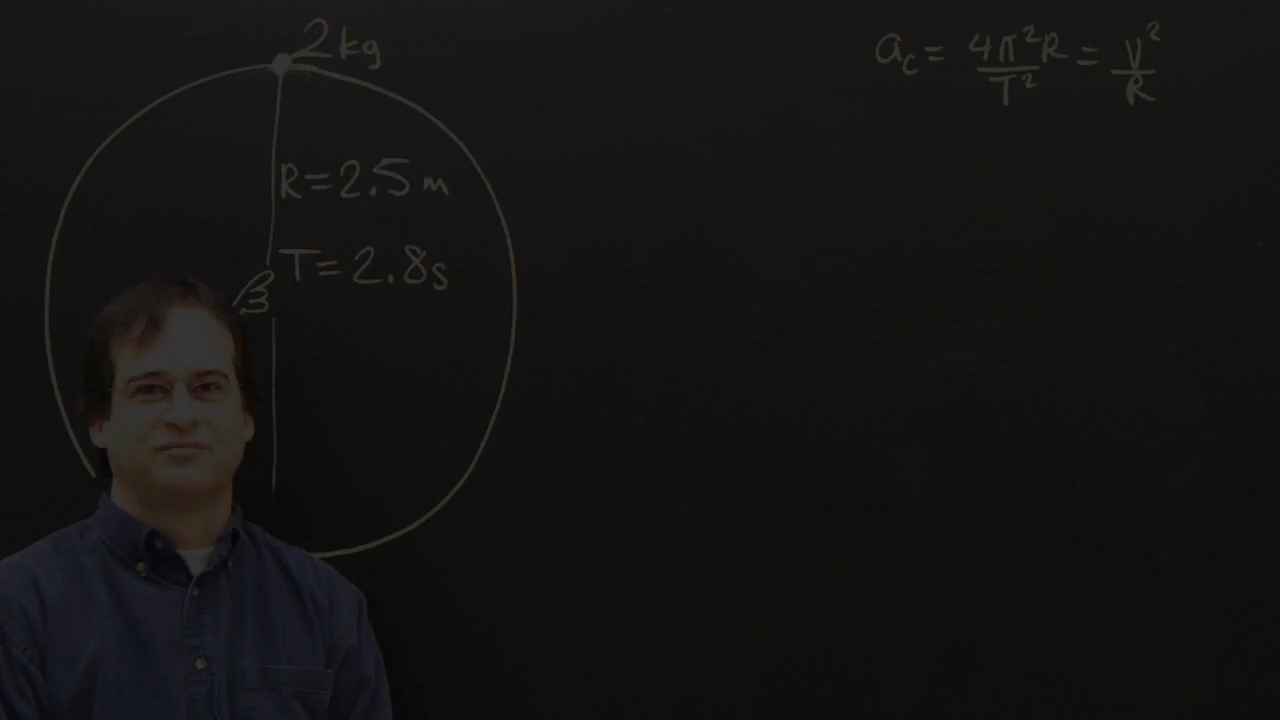 2kg
a_c = 4π²R/T² = V²/R
R=2.5m
T=2.8s
β